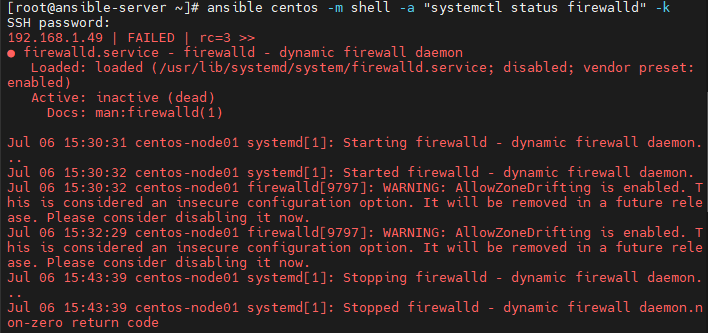 [root@ansible-server ~]# ansible centos -m shell -a "systemctl status firewalld" -k
SSH password:
192.168.1.49 | FAILED | rc=3 >>
● firewalld.service - firewalld - dynamic firewall daemon
   Loaded: loaded (/usr/lib/systemd/system/firewalld.service; disabled; vendor preset:
enabled)
   Active: inactive (dead)
     Docs: man:firewalld(1)

Jul 06 15:30:31 centos-node01 systemd[1]: Starting firewalld - dynamic firewall daemon.
..
Jul 06 15:30:32 centos-node01 systemd[1]: Started firewalld - dynamic firewall daemon.
Jul 06 15:30:32 centos-node01 firewalld[9797]: WARNING: AllowZoneDrifting is enabled. T
his is considered an insecure configuration option. It will be removed in a future rele
ase. Please consider disabling it now.
Jul 06 15:32:29 centos-node01 firewalld[9797]: WARNING: AllowZoneDrifting is enabled. T
his is considered an insecure configuration option. It will be removed in a future rele
ase. Please consider disabling it now.
Jul 06 15:43:39 centos-node01 systemd[1]: Stopping firewalld - dynamic firewall daemon.
..
Jul 06 15:43:39 centos-node01 systemd[1]: Stopped firewalld - dynamic firewall daemon.n
on-zero return code